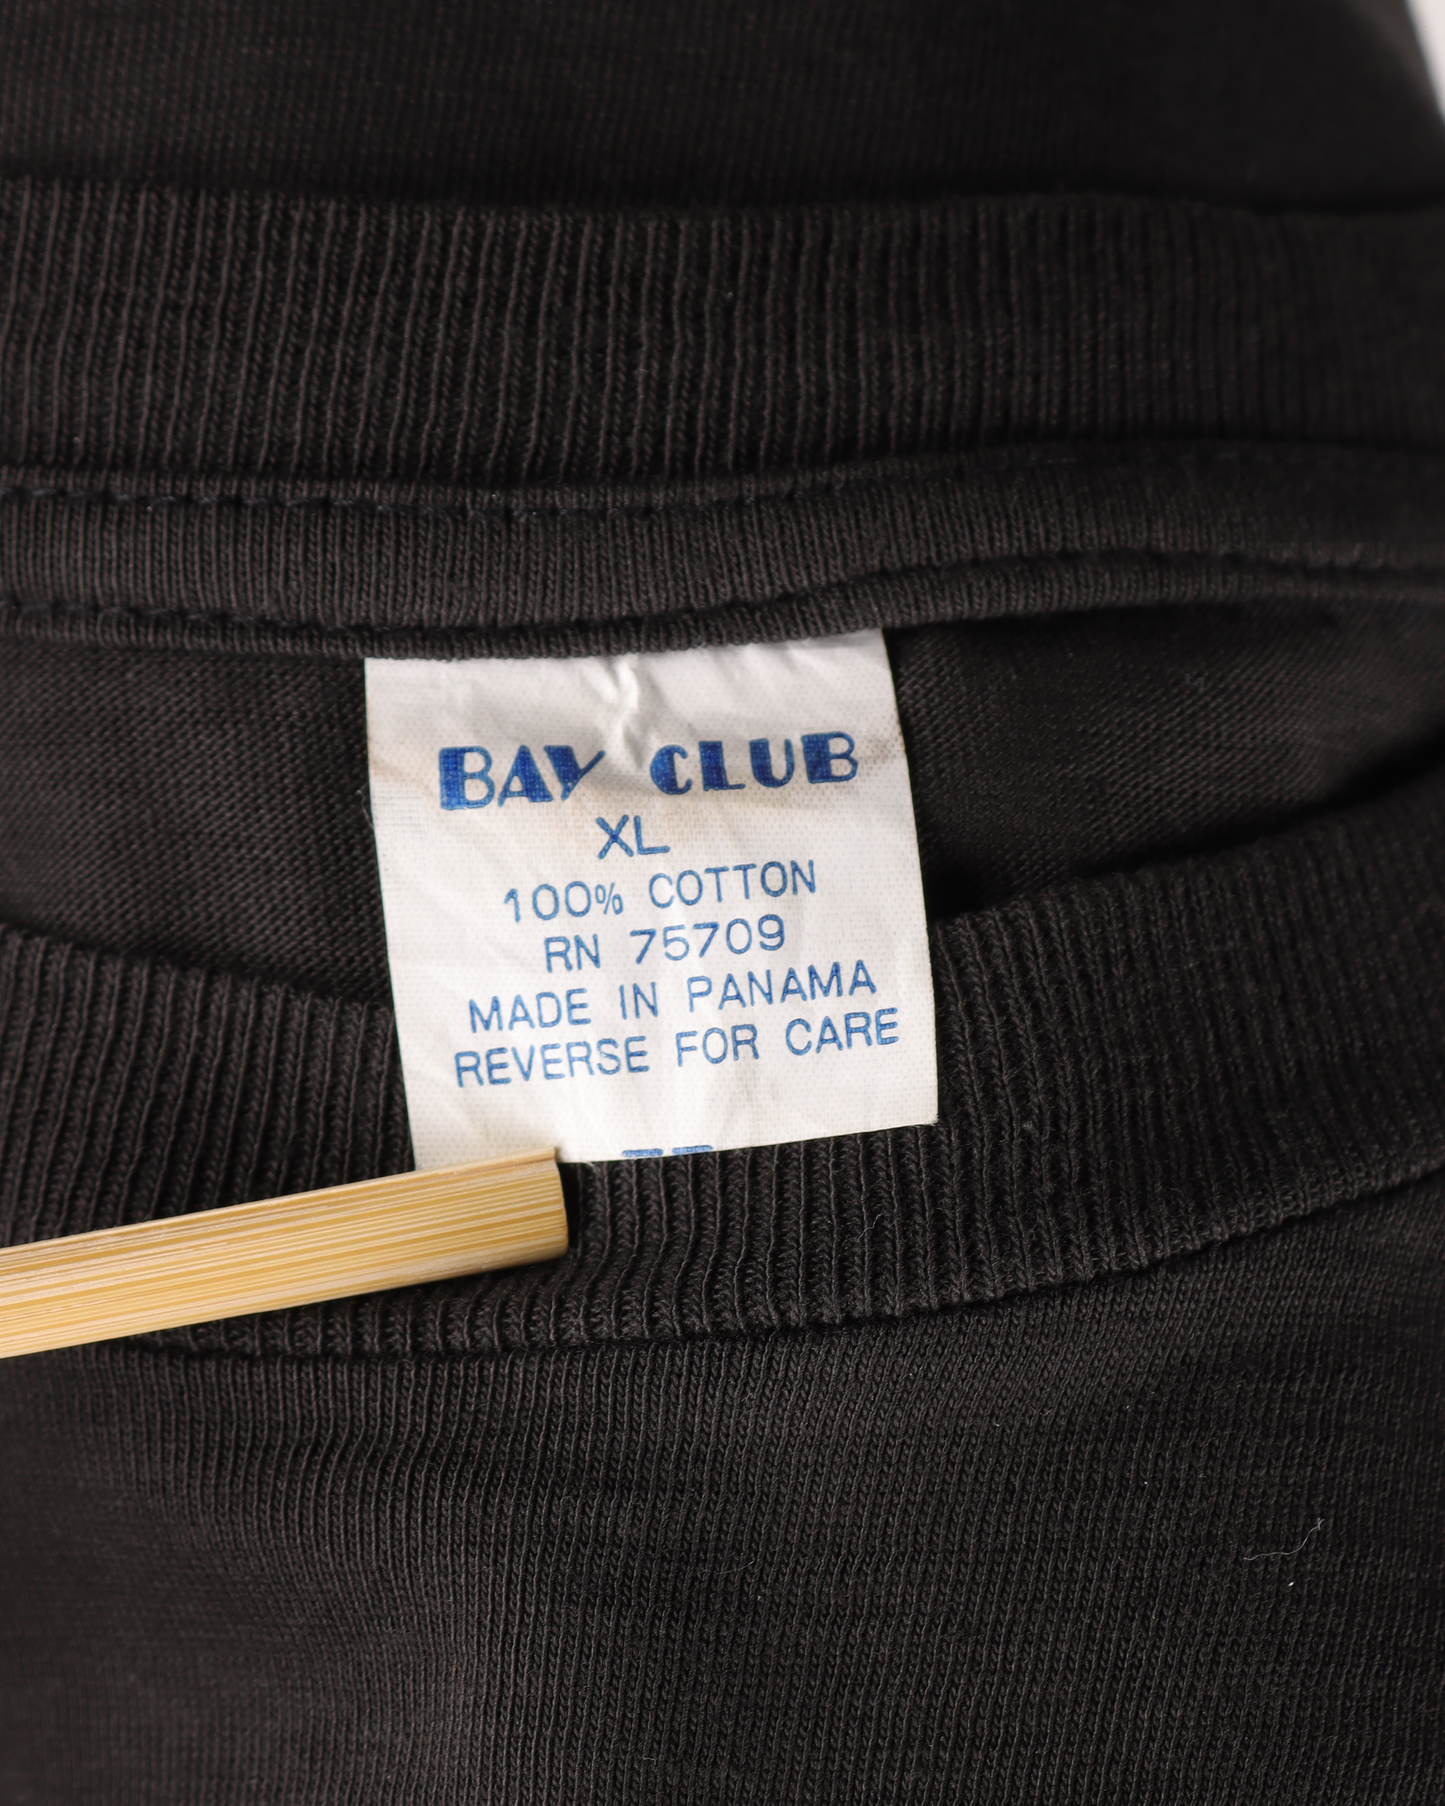 BAY CLUB
XL
100% COTTON
RN 75709
MADE IN PANAMA
REVERSE FOR CARE